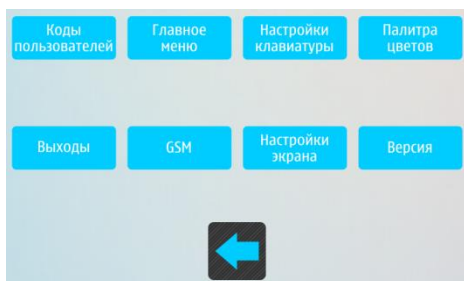 Коды
пользователей
Главное
меню
Настройки
клавиатуры
Палитра
цветов
Выходы
GSM
Настройки
экрана
Версия